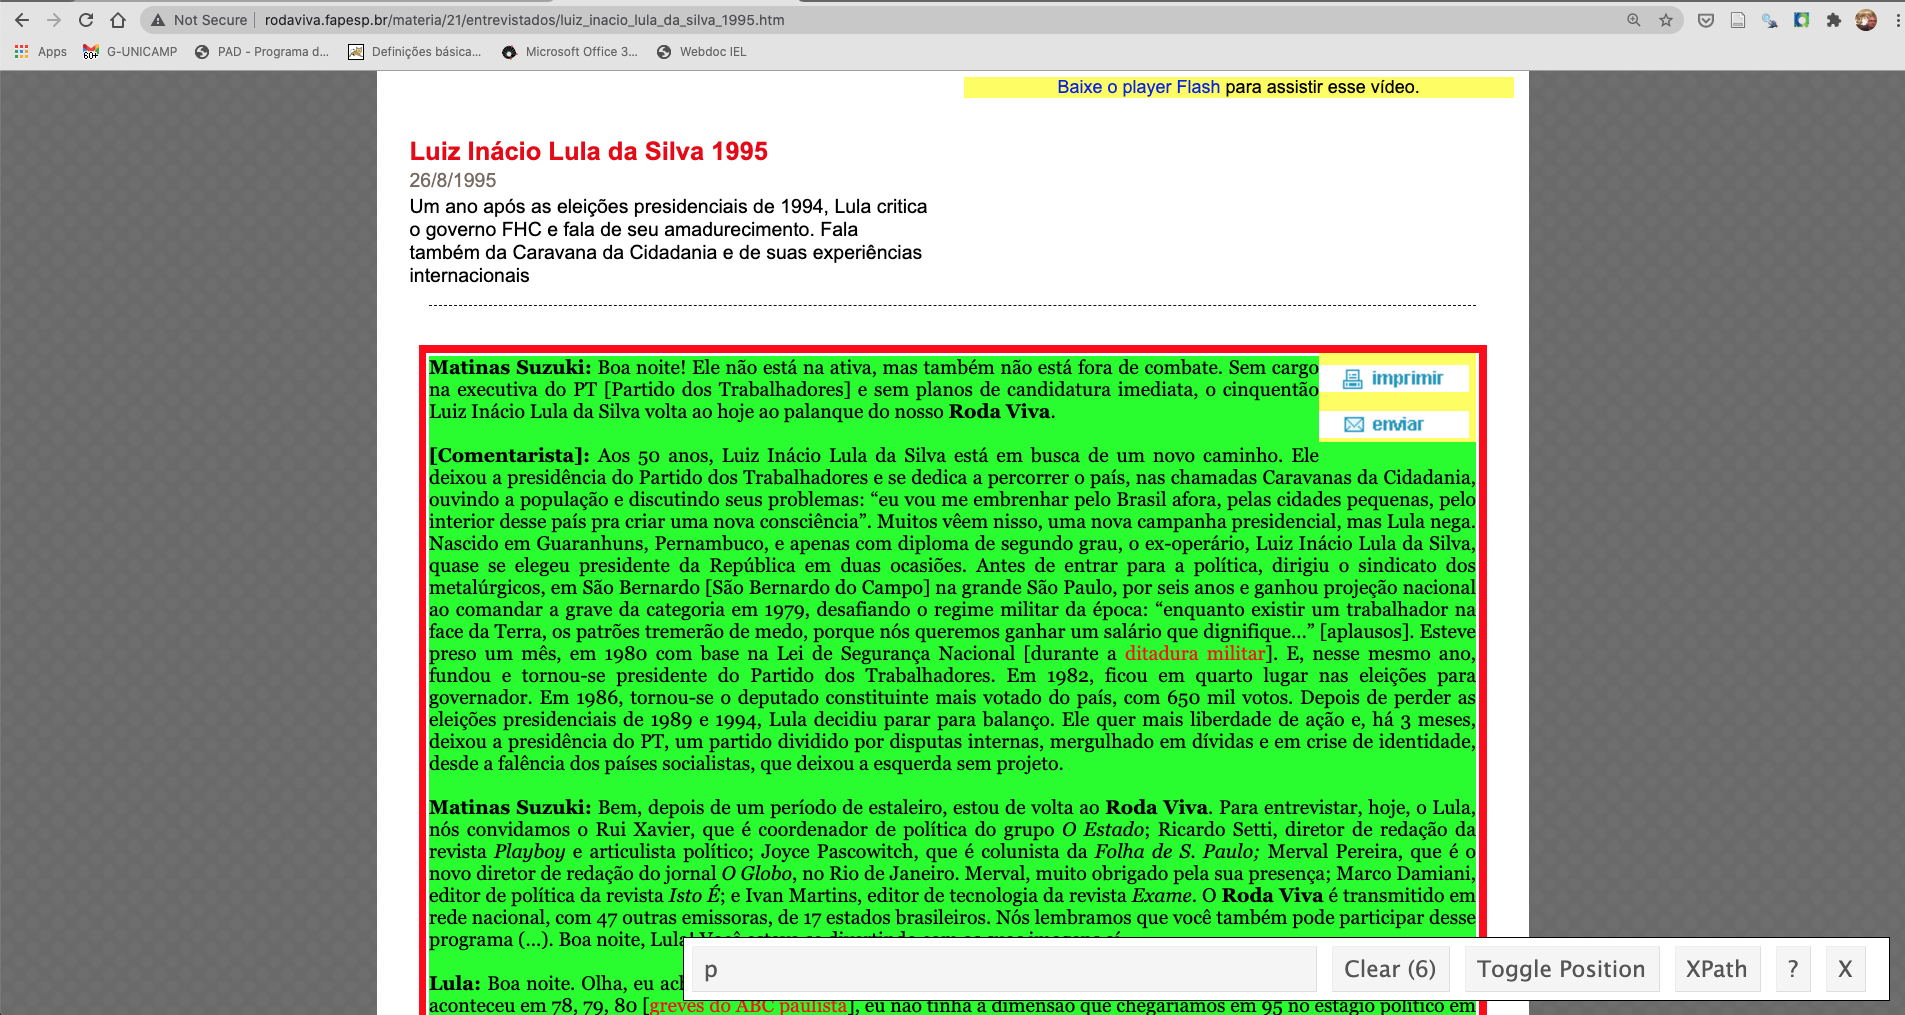 Not Secure
rodaviva.fapesp.br/materia/21/entrevistados/luiz_inacio_lula_da_silva_1995.htm
Apps
60+
G-UNICAMP
PAD - Programa d...
Definições básica...
Microsoft Office 3...
Webdoc IEL
Baixe o player Flash para assistir esse vídeo.
Luiz Inácio Lula da Silva 1995
26/8/1995
Um ano após as eleições presidenciais de 1994, Lula critica
o governo FHC e fala de seu amadurecimento. Fala
também da Caravana da Cidadania e de suas experiências
internacionais
imprimir
enviar
Matinas Suzuki: Boa noite! Ele não está na ativa, mas também não está fora de combate. Sem cargo
na executiva do PT [Partido dos Trabalhadores] e sem planos de candidatura imediata, o cinquentão
Luiz Inácio Lula da Silva volta ao hoje ao palanque do nosso Roda Viva.
[Comentarista]: Aos 50 anos, Luiz Inácio Lula da Silva está em busca de um novo caminho. Ele
deixou a presidência do Partido dos Trabalhadores e se dedica a percorrer o país, nas chamadas Caravanas da Cidadania,
ouvindo a população e discutindo seus problemas: “eu vou me embrenhar pelo Brasil afora, pelas cidades pequenas, pelo
interior desse país pra criar uma nova consciência”. Muitos vêem nisso, uma nova campanha presidencial, mas Lula nega.
Nascido em Guaranhuns, Pernambuco, e apenas com diploma de segundo grau, o ex-operário, Luiz Inácio Lula da Silva,
quase se elegeu presidente da República em duas ocasiões. Antes de entrar para a política, dirigiu o sindicato dos
metalúrgicos, em São Bernardo [São Bernardo do Campo] na grande São Paulo, por seis anos e ganhou projeção nacional
ao comandar a grave da categoria em 1979, desafiando o regime militar da época: “enquanto existir um trabalhador na
face da Terra, os patrões tremerão de medo, porque nós queremos ganhar um salário que dignifique...” [aplausos]. Esteve
preso um mês, em 1980 com base na Lei de Segurança Nacional [durante a ditadura militar]. E, nesse mesmo ano,
fundou e tornou-se presidente do Partido dos Trabalhadores. Em 1982, ficou em quarto lugar nas eleições para
governador. Em 1986, tornou-se o deputado constituinte mais votado do país, com 650 mil votos. Depois de perder as
eleições presidenciais de 1989 e 1994, Lula decidiu parar para balanço. Ele quer mais liberdade de ação e, há 3 meses,
deixou a presidência do PT, um partido dividido por disputas internas, mergulhado em dívidas e em crise de identidade,
desde a falência dos países socialistas, que deixou a esquerda sem projeto.
Matinas Suzuki: Bem, depois de um período de estaleiro, estou de volta ao Roda Viva. Para entrevistar, hoje, o Lula,
nós convidamos o Rui Xavier, que é coordenador de política do grupo O Estado; Ricardo Setti, diretor de redação da
revista Playboy e articulista político; Joyce Pascowitch, que é colunista da Folha de S. Paulo; Merval Pereira, que é o
novo diretor de redação do jornal O Globo, no Rio de Janeiro. Merval, muito obrigado pela sua presença; Marco Damiani,
editor de política da revista Isto É; e Ivan Martins, editor de tecnologia da revista Exame. O Roda Viva é transmitido em
rede nacional, com 47 outras emissoras, de 17 estados brasileiros. Nós lembramos que você também pode participar desse
programa (...). Boa noite, Lula!
Lula: Boa noite. Olha, eu
aconteceu em 78, 79, 80 [greves do ABC paulista], eu não tinha a dimensão que chegaríamos em 95 no estágio político em
p
Clear (6)
Toggle Position
XPath
?
X